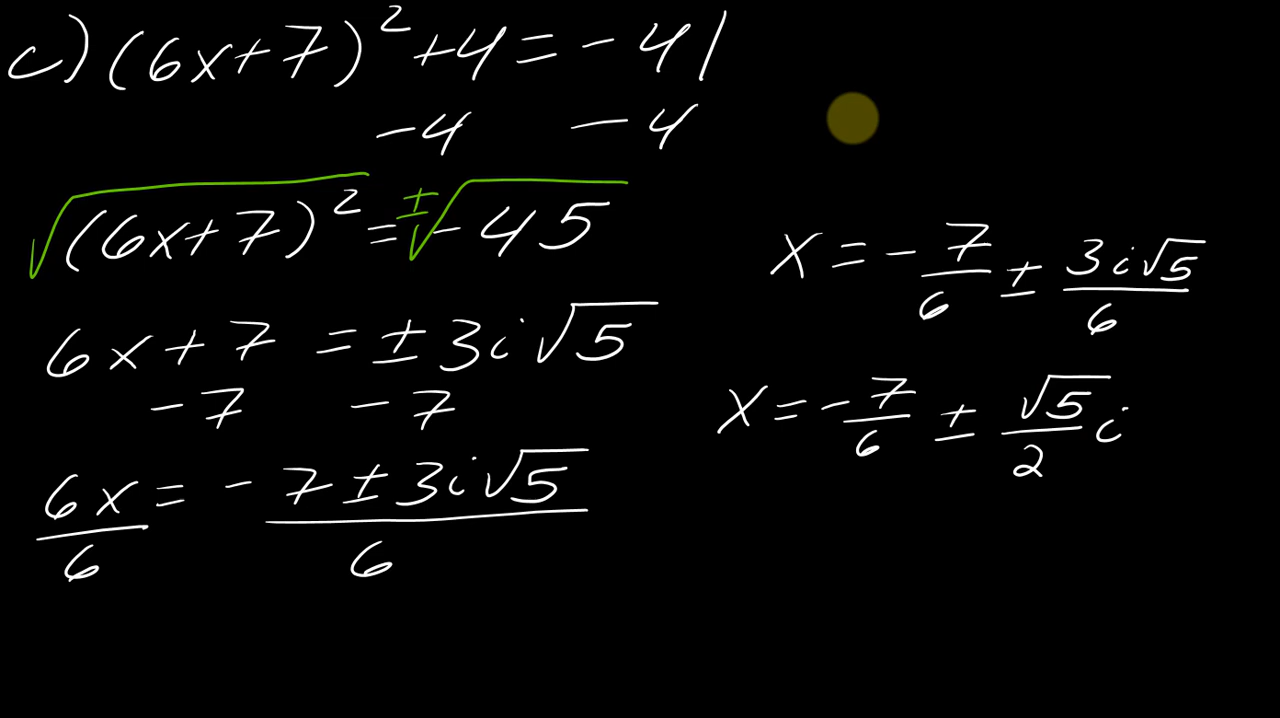 c) (6x+7)² +4 = -41
-4 -4
√(6x+7)² = ±√-45
6x+7 = ±3i√5
-7 -7
6x/6 = -7±3i√5/6
x = -7/6 ± 3i√5/6
x = -7/6 ± √5/2 i